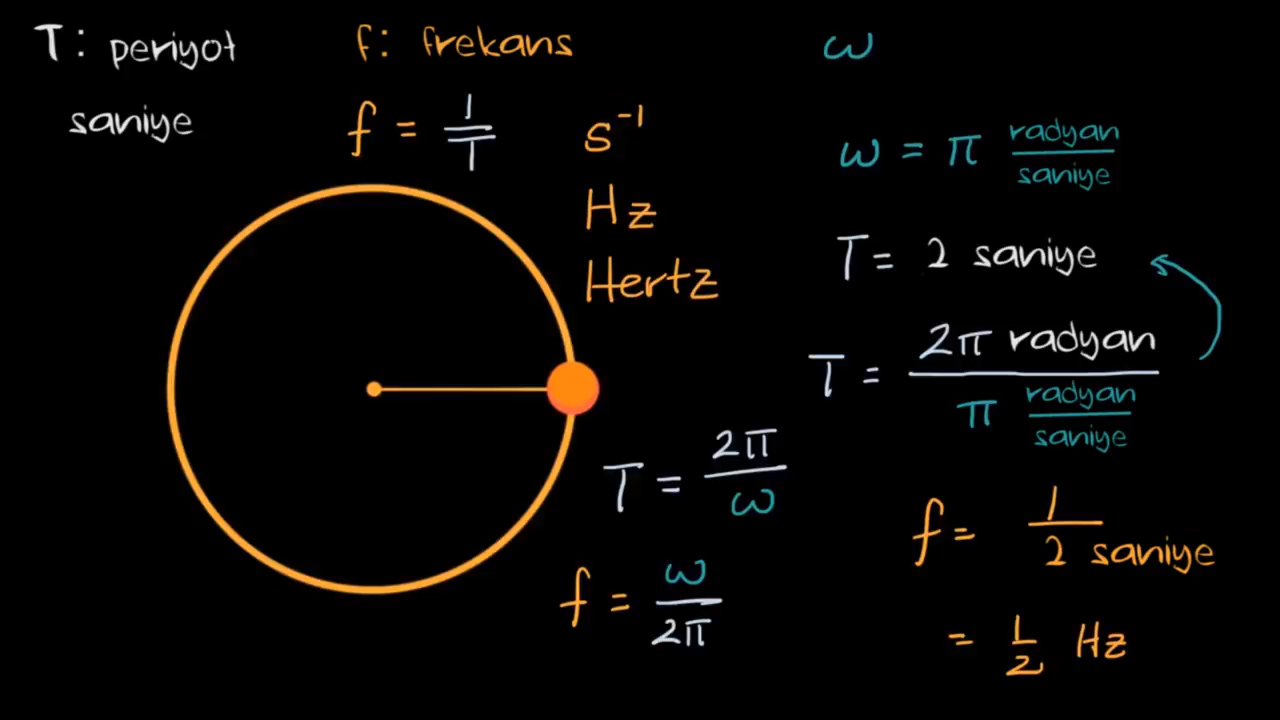 T: periyot
saniye
f: frekans
f = 1/T
s⁻¹
Hz
Hertz
ω
ω = π radyan/saniye
T = 2 saniye
T = 2π radyan / π radyan/saniye
T = 2π/ω
f = ω/2π
f = 1/2 saniye
= 1/2 Hz